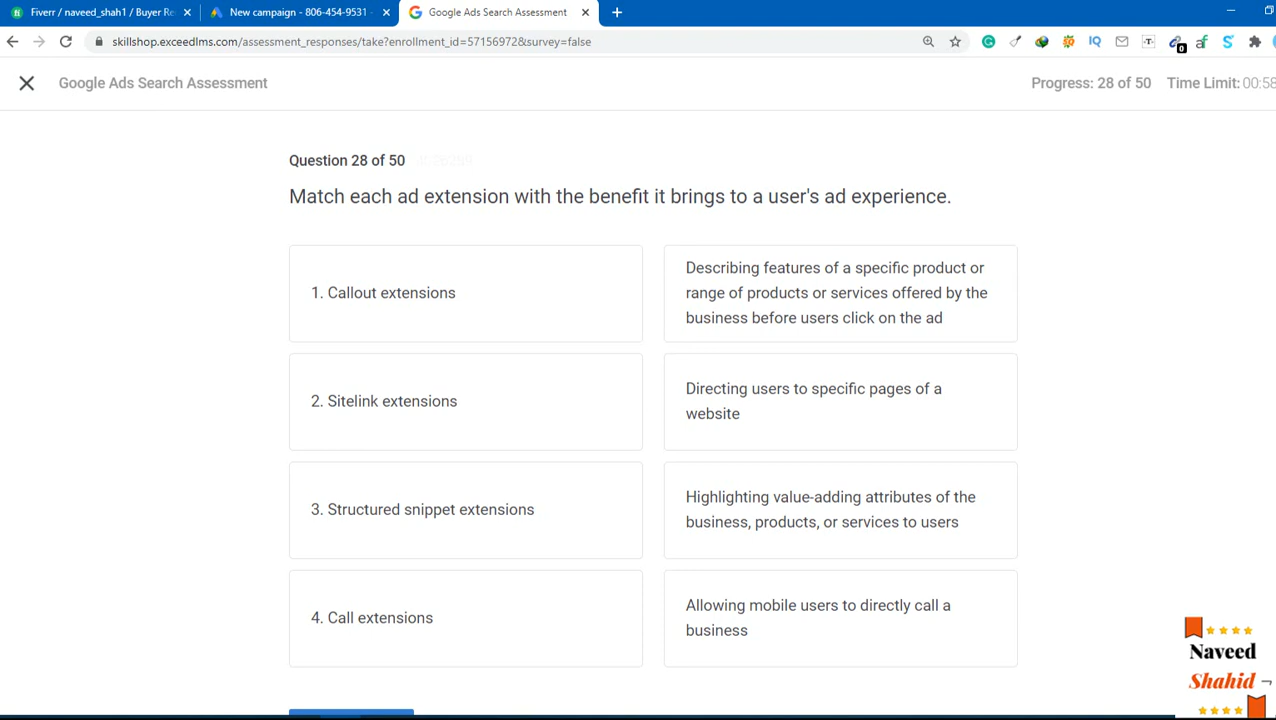 Fiverr / naveed_shah1 / Buyer Re
New campaign - 806-454-9531 -
Google Ads Search Assessment
skillshop.exceedlms.com/assessment_responses/take?enrollment_id=57156972&survey=false
Google Ads Search Assessment
Progress: 28 of 50
Time Limit: 00:58
Question 28 of 50
Match each ad extension with the benefit it brings to a user's ad experience.
1. Callout extensions
Describing features of a specific product or
range of products or services offered by the
business before users click on the ad
2. Sitelink extensions
Directing users to specific pages of a
website
3. Structured snippet extensions
Highlighting value-adding attributes of the
business, products, or services to users
4. Call extensions
Allowing mobile users to directly call a
business
Naveed
Shahid